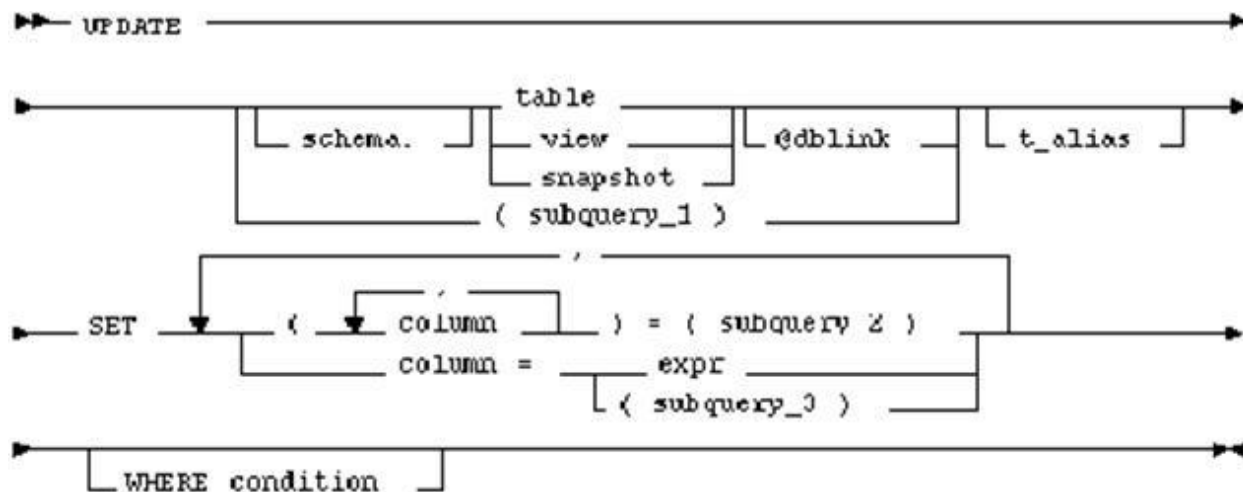 UPDATE
table
schema. view @dblink t_alias
snapshot
( subquery_1 )
,
,
SET ( column ) = ( subquery 2 )
column = expr
( subquery_3 )
WHERE condition